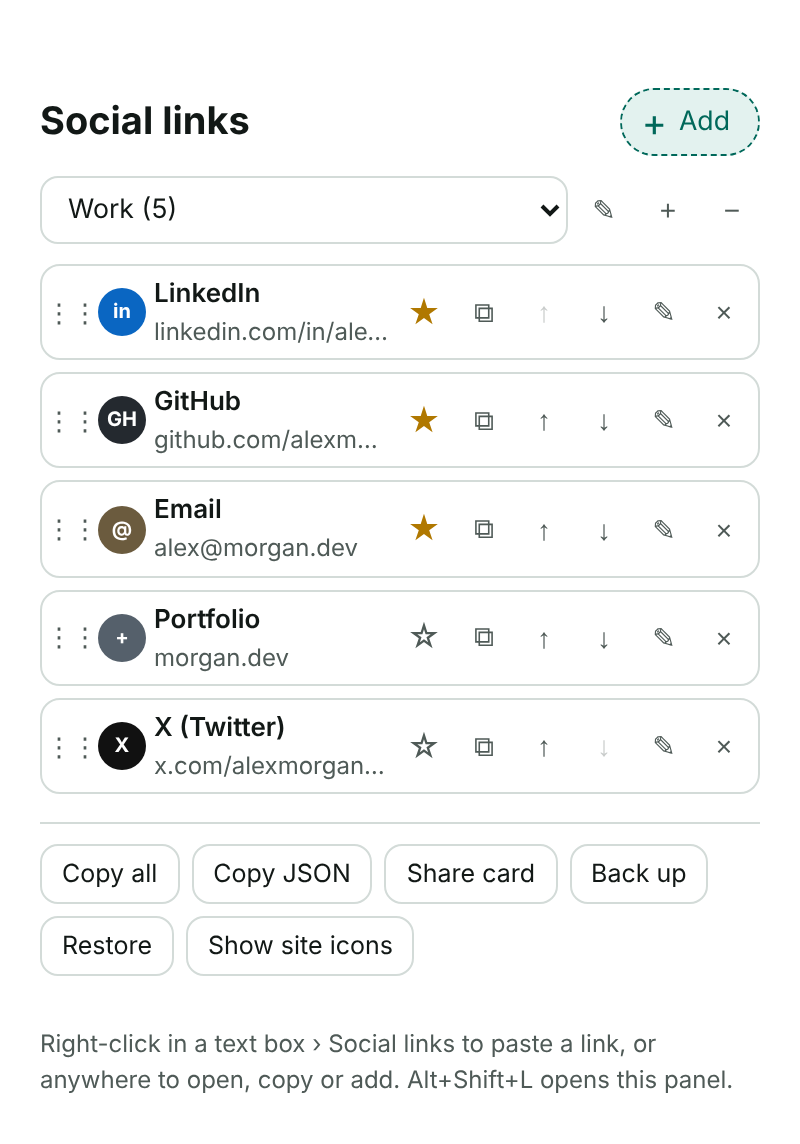 Social links
+ Add
Work (5)
✎ + −
in LinkedIn
linkedin.com/in/ale...
★ ⧉ ↑ ↓ ✎ ×
GH GitHub
github.com/alexm...
★ ⧉ ↑ ↓ ✎ ×
@ Email
alex@morgan.dev
★ ⧉ ↑ ↓ ✎ ×
+ Portfolio
morgan.dev
☆ ⧉ ↑ ↓ ✎ ×
X X (Twitter)
x.com/alexmorgan...
☆ ⧉ ↑ ↓ ✎ ×
Copy all
Copy JSON
Share card
Back up
Restore
Show site icons
Right-click in a text box › Social links to paste a link, or
anywhere to open, copy or add. Alt+Shift+L opens this panel.